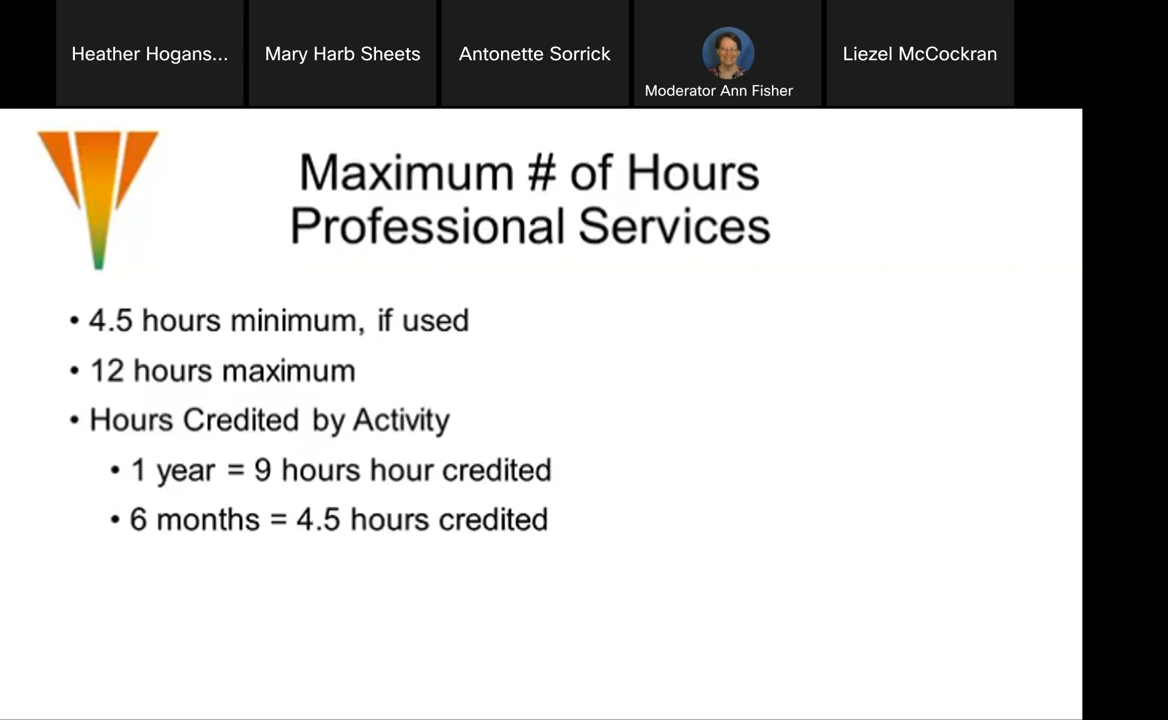 Heather Hogans...
Mary Harb Sheets
Antonette Sorrick
Moderator Ann Fisher
Liezel McCockran
Maximum # of Hours
Professional Services
• 4.5 hours minimum, if used
• 12 hours maximum
• Hours Credited by Activity
• 1 year = 9 hours hour credited
• 6 months = 4.5 hours credited